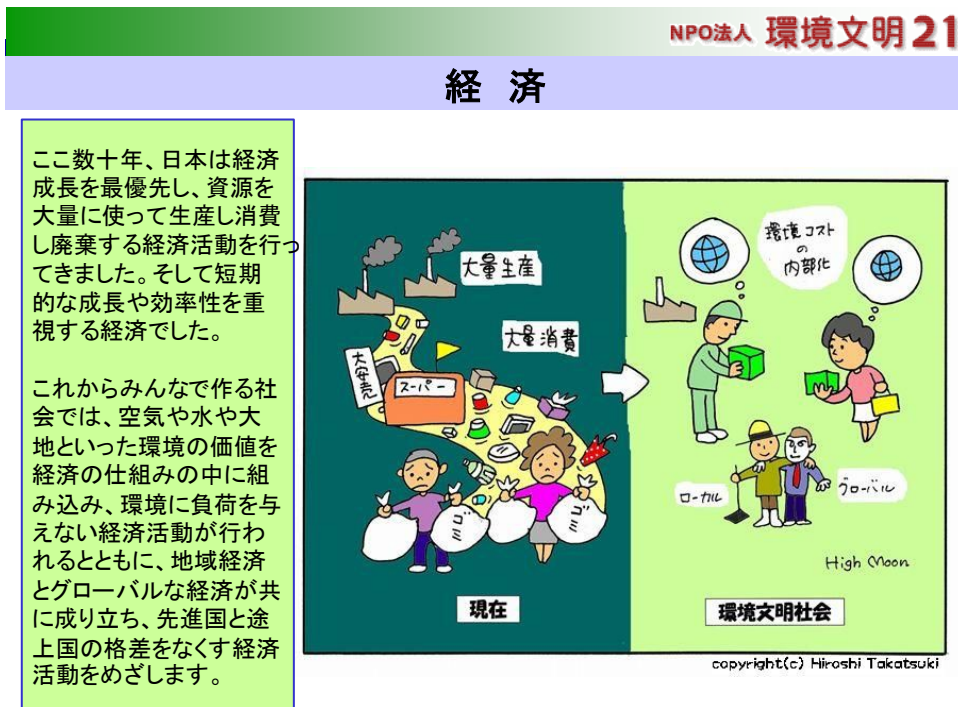 NPO法人 環境文明21
経 済
ここ数十年、日本は経済
成長を最優先し、資源を
大量に使って生産し消費
し廃棄する経済活動を行っ
てきました。そして短期
的な成長や効率性を重
視する経済でした。
これからみんなで作る社
会では、空気や水や大
地といった環境の価値を
経済の仕組みの中に組
み込み、環境に負荷を与
えない経済活動が行わ
れるとともに、地域経済
とグローバルな経済が共
に成り立ち、先進国と途
上国の格差をなくす経済
活動をめざします。
大量生産
大量消費
大安売
スーパー
ゴミ
ゴミ
現在
環境コスト
の
内部化
ローカル
グローバル
High Moon
環境文明社会
copyright(c) Hiroshi Takatsuki